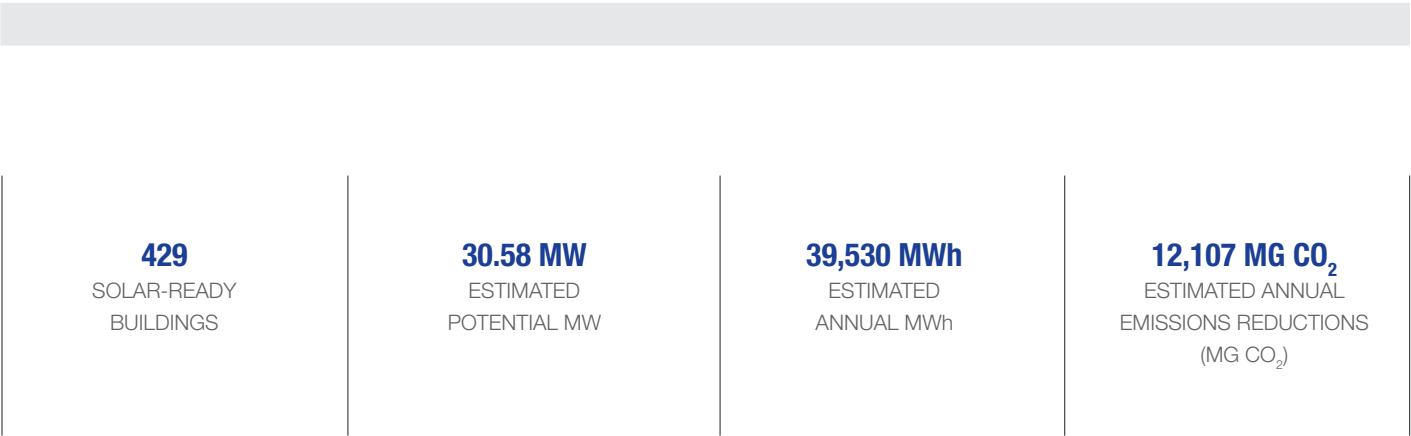 429
SOLAR-READY
BUILDINGS
30.58 MW
ESTIMATED
POTENTIAL MW
39,530 MWh
ESTIMATED
ANNUAL MWh
12,107 MG CO₂
ESTIMATED ANNUAL
EMISSIONS REDUCTIONS
(MG CO₂)